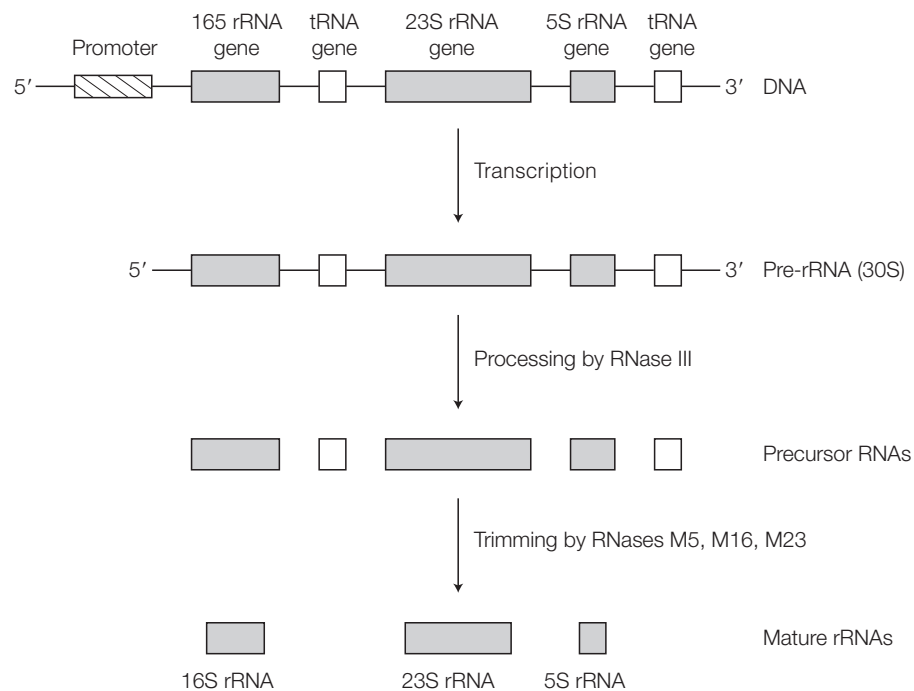 165 rRNA gene
tRNA gene
23S rRNA gene
5S rRNA gene
tRNA gene
Promoter
5′
3′
DNA
Transcription
5′
3′
Pre-rRNA (30S)
Processing by RNase III
Precursor RNAs
Trimming by RNases M5, M16, M23
Mature rRNAs
16S rRNA
23S rRNA
5S rRNA